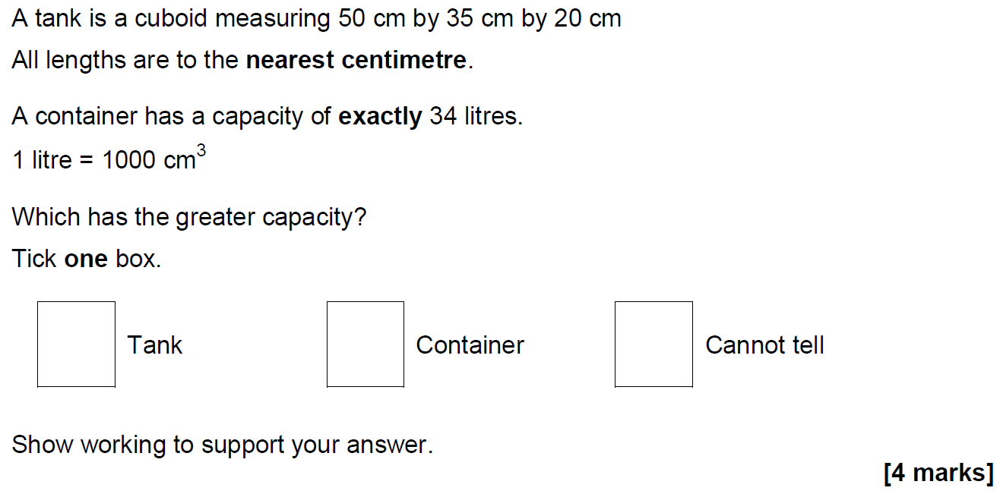 A tank is a cuboid measuring 50 cm by 35 cm by 20 cm
All lengths are to the nearest centimetre.
A container has a capacity of exactly 34 litres.
1 litre = 1000 cm³
Which has the greater capacity?
Tick one box.
Tank Container Cannot tell
Show working to support your answer.
[4 marks]